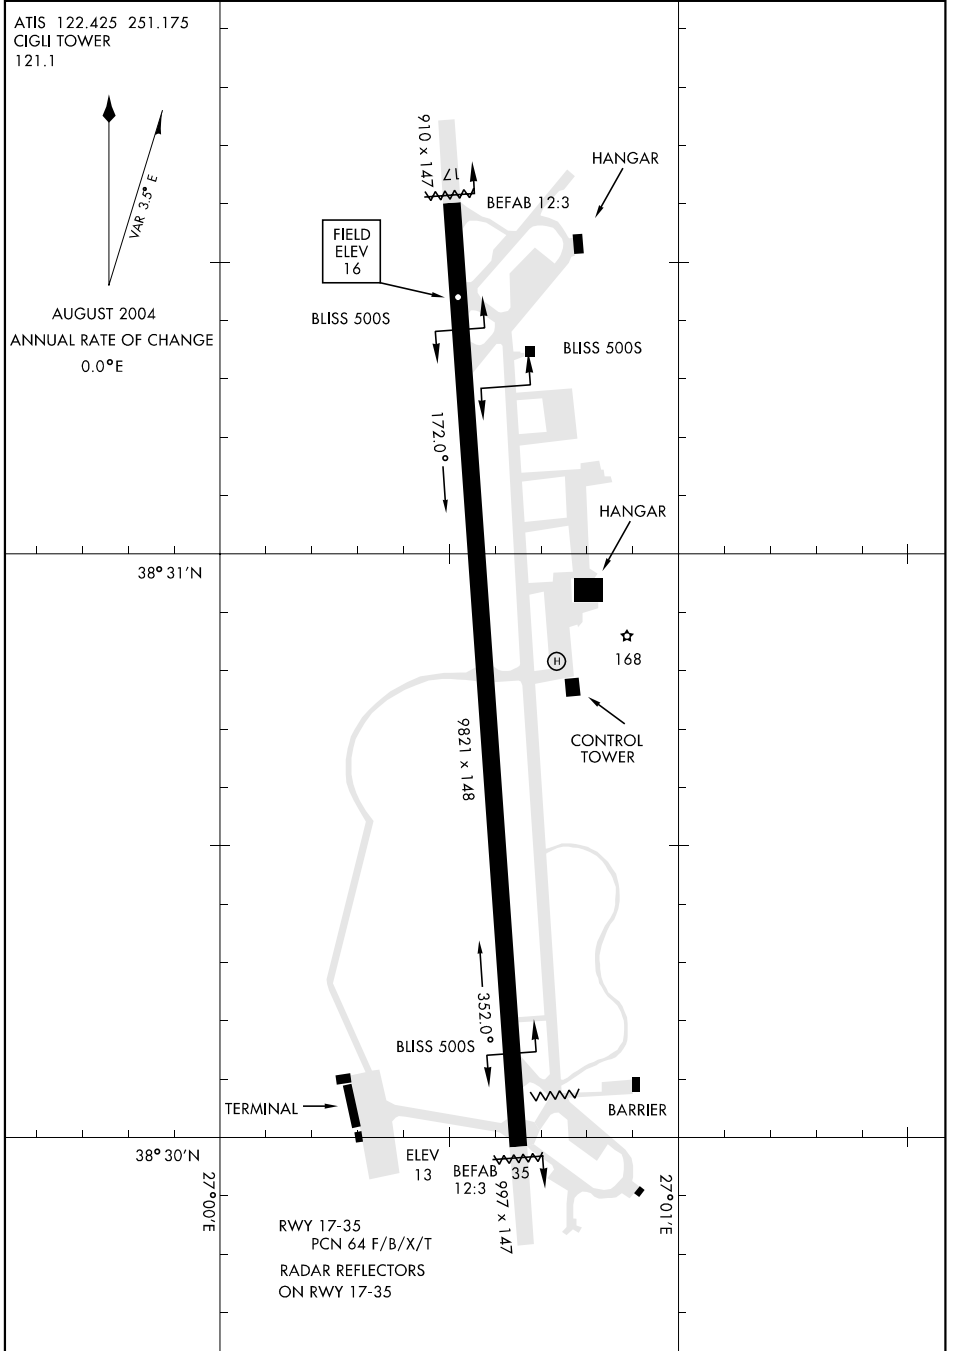 ATIS 122.425 251.175
CIGLI TOWER
121.1
VAR 3.5° E
AUGUST 2004
ANNUAL RATE OF CHANGE
0.0°E
910 x 147
17
BEFAB 12:3
HANGAR
FIELD
ELEV
16
BLISS 500S
BLISS 500S
172.0°
HANGAR
38° 31'N
168
H
CONTROL
TOWER
9821 x 148
352.0°
BLISS 500S
TERMINAL
BARRIER
38° 30'N
ELEV
13
BEFAB
12:3
35
997 x 147
27°00'E
27°01'E
RWY 17-35
PCN 64 F/B/X/T
RADAR REFLECTORS
ON RWY 17-35